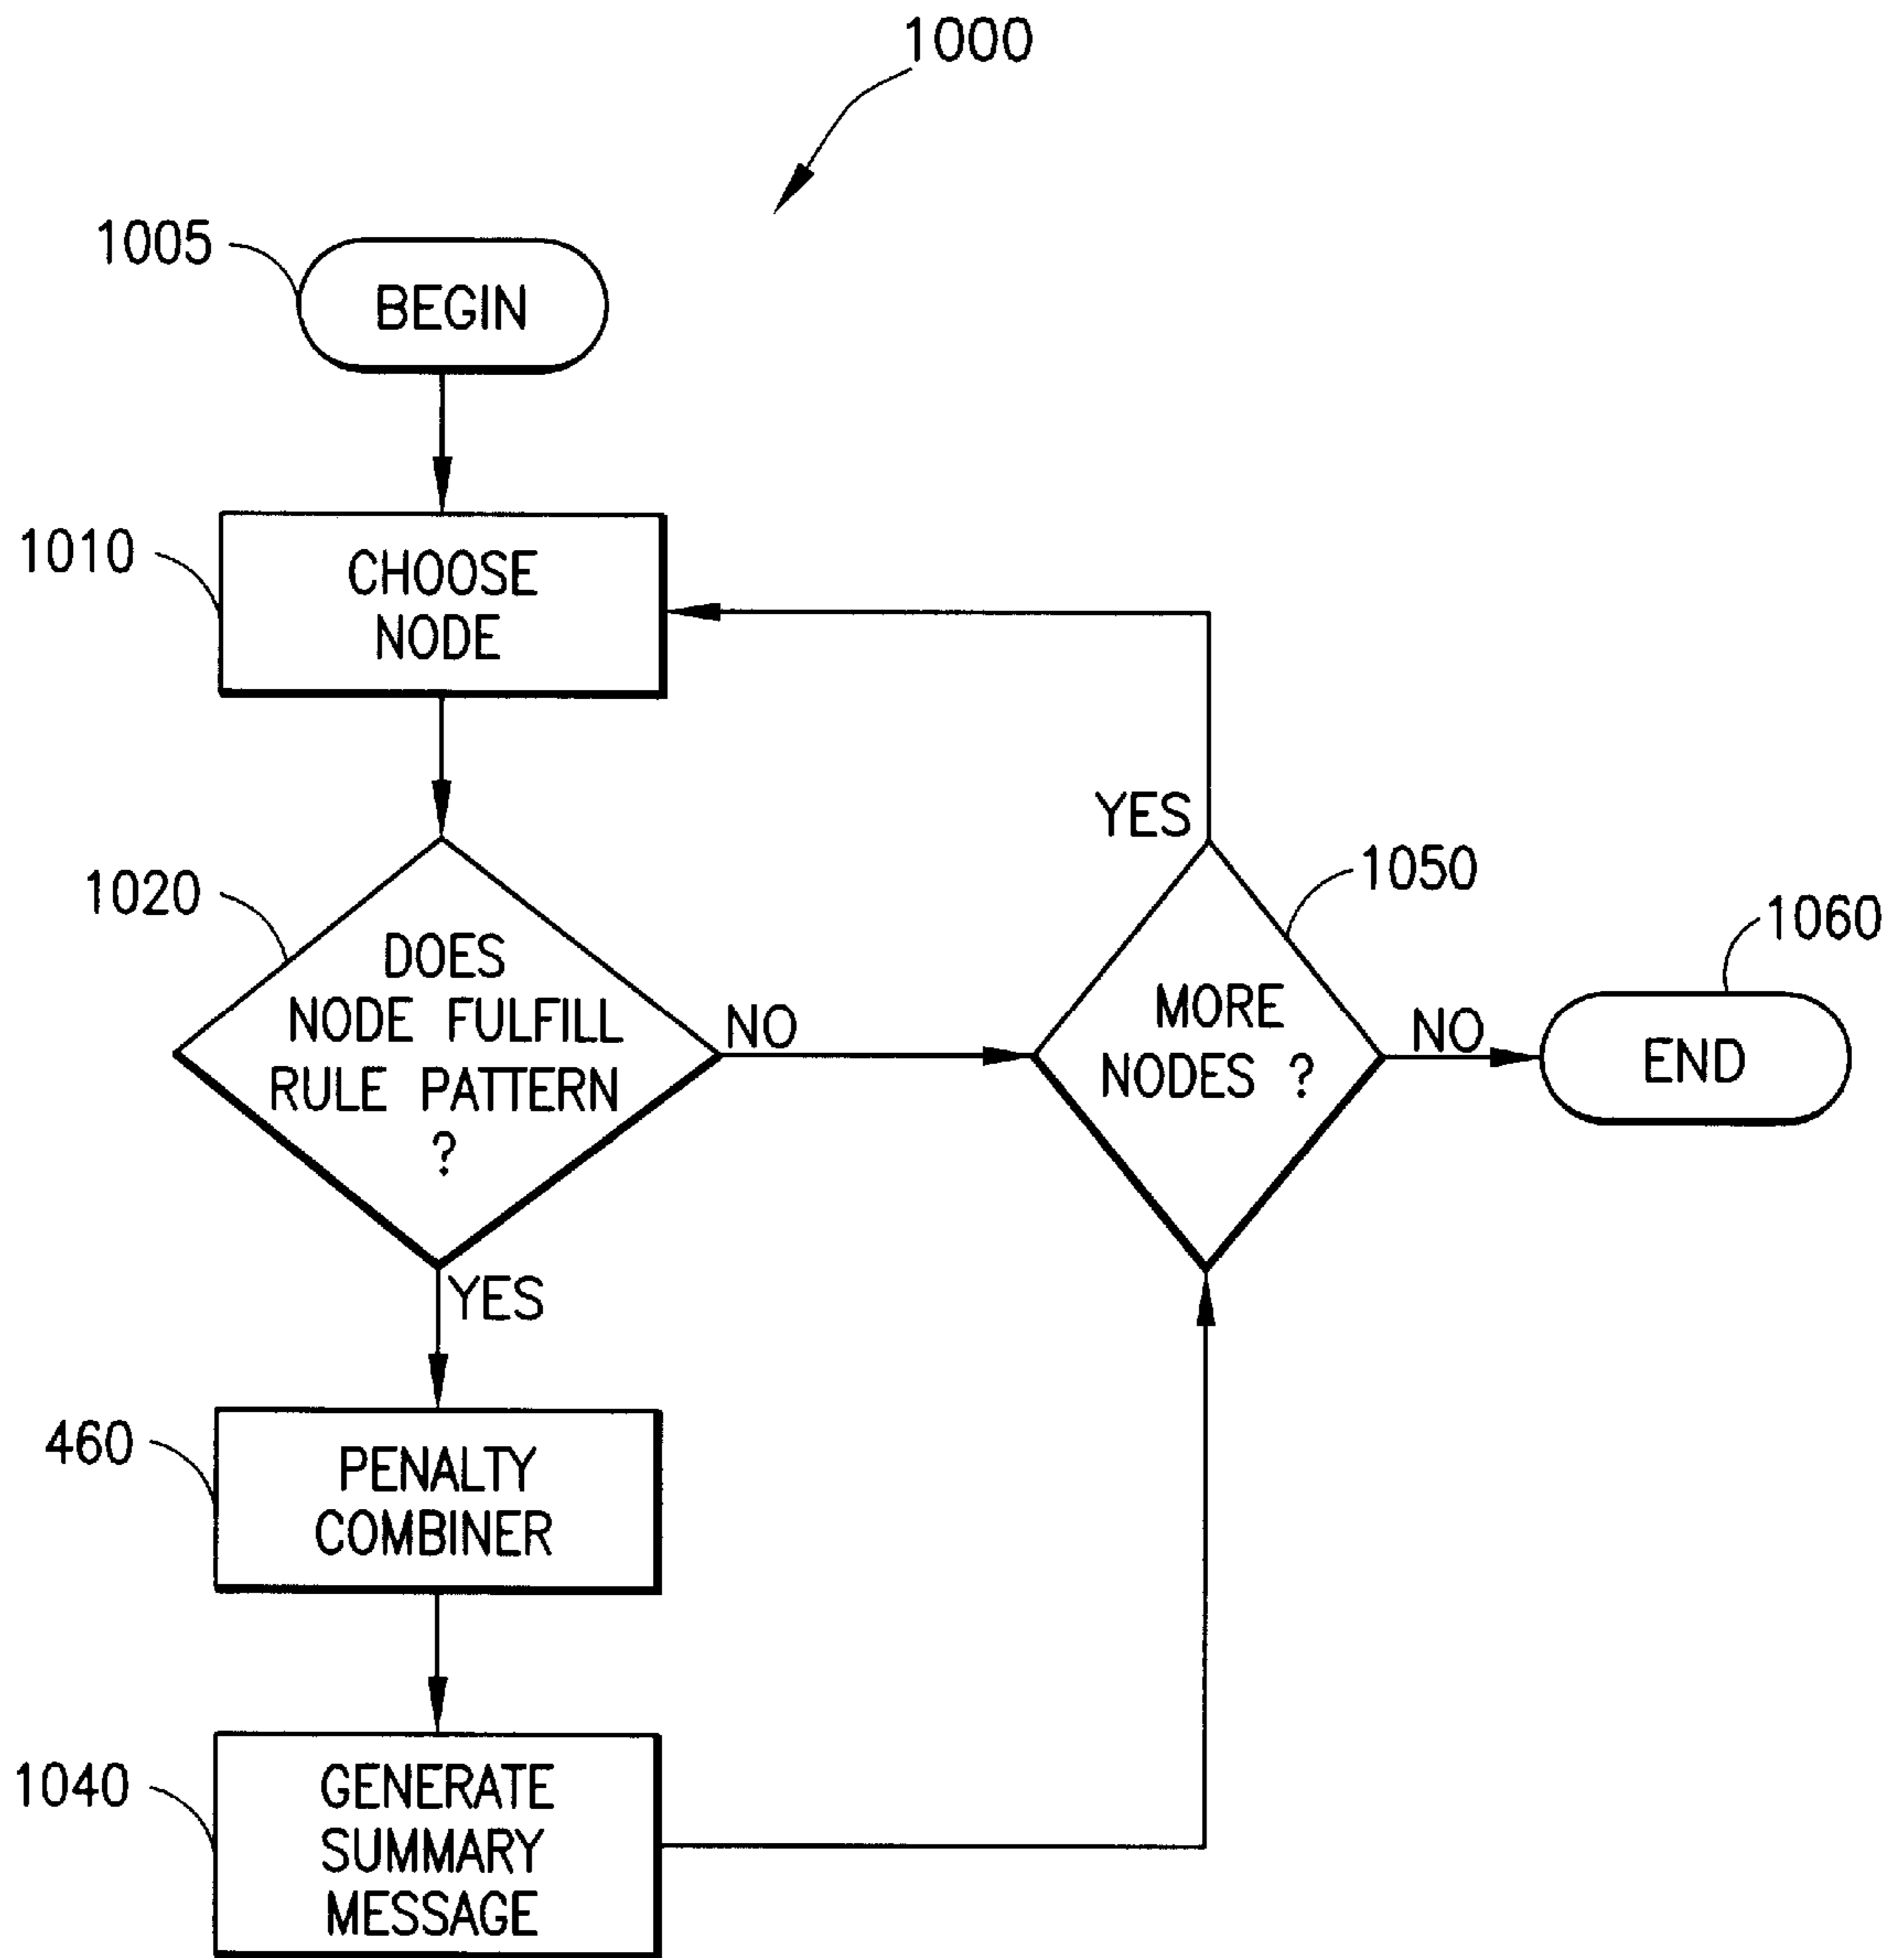 1000
1005
BEGIN
1010
CHOOSE
NODE
YES
1020
1050
1060
DOES
NODE FULFILL
RULE PATTERN
?
NO
MORE
NODES ?
NO
END
YES
460
PENALTY
COMBINER
1040
GENERATE
SUMMARY
MESSAGE